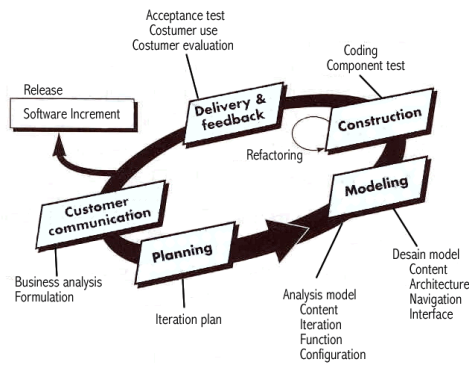 Acceptance test
Costumer use
Costumer evaluation
Coding
Component test
Release
Software Increment
Delivery &
feedback
Construction
Refactoring
Modeling
Customer
communication
Planning
Business analysis
Formulation
Iteration plan
Analysis model
Content
Iteration
Function
Configuration
Desain model
Content
Architecture
Navigation
Interface